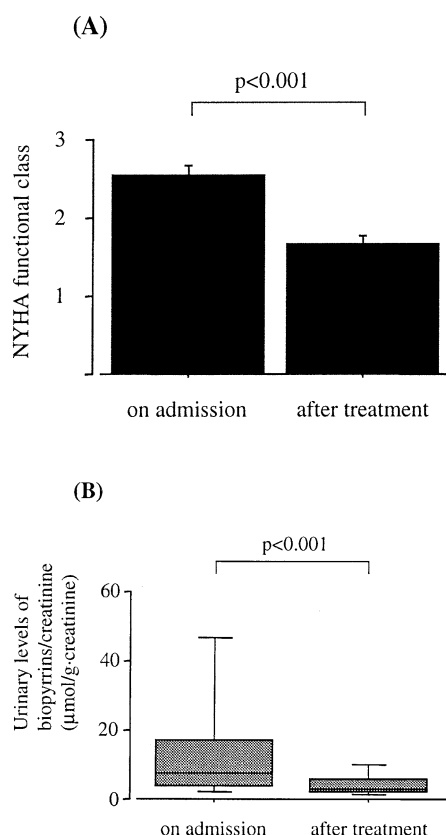 (A)
p<0.001
3
2
1
NYHA functional class
on admission
after treatment
(B)
p<0.001
60
40
20
0
Urinary levels of
biopyrrins/creatinine
(μmol/g·creatinine)
on admission
after treatment